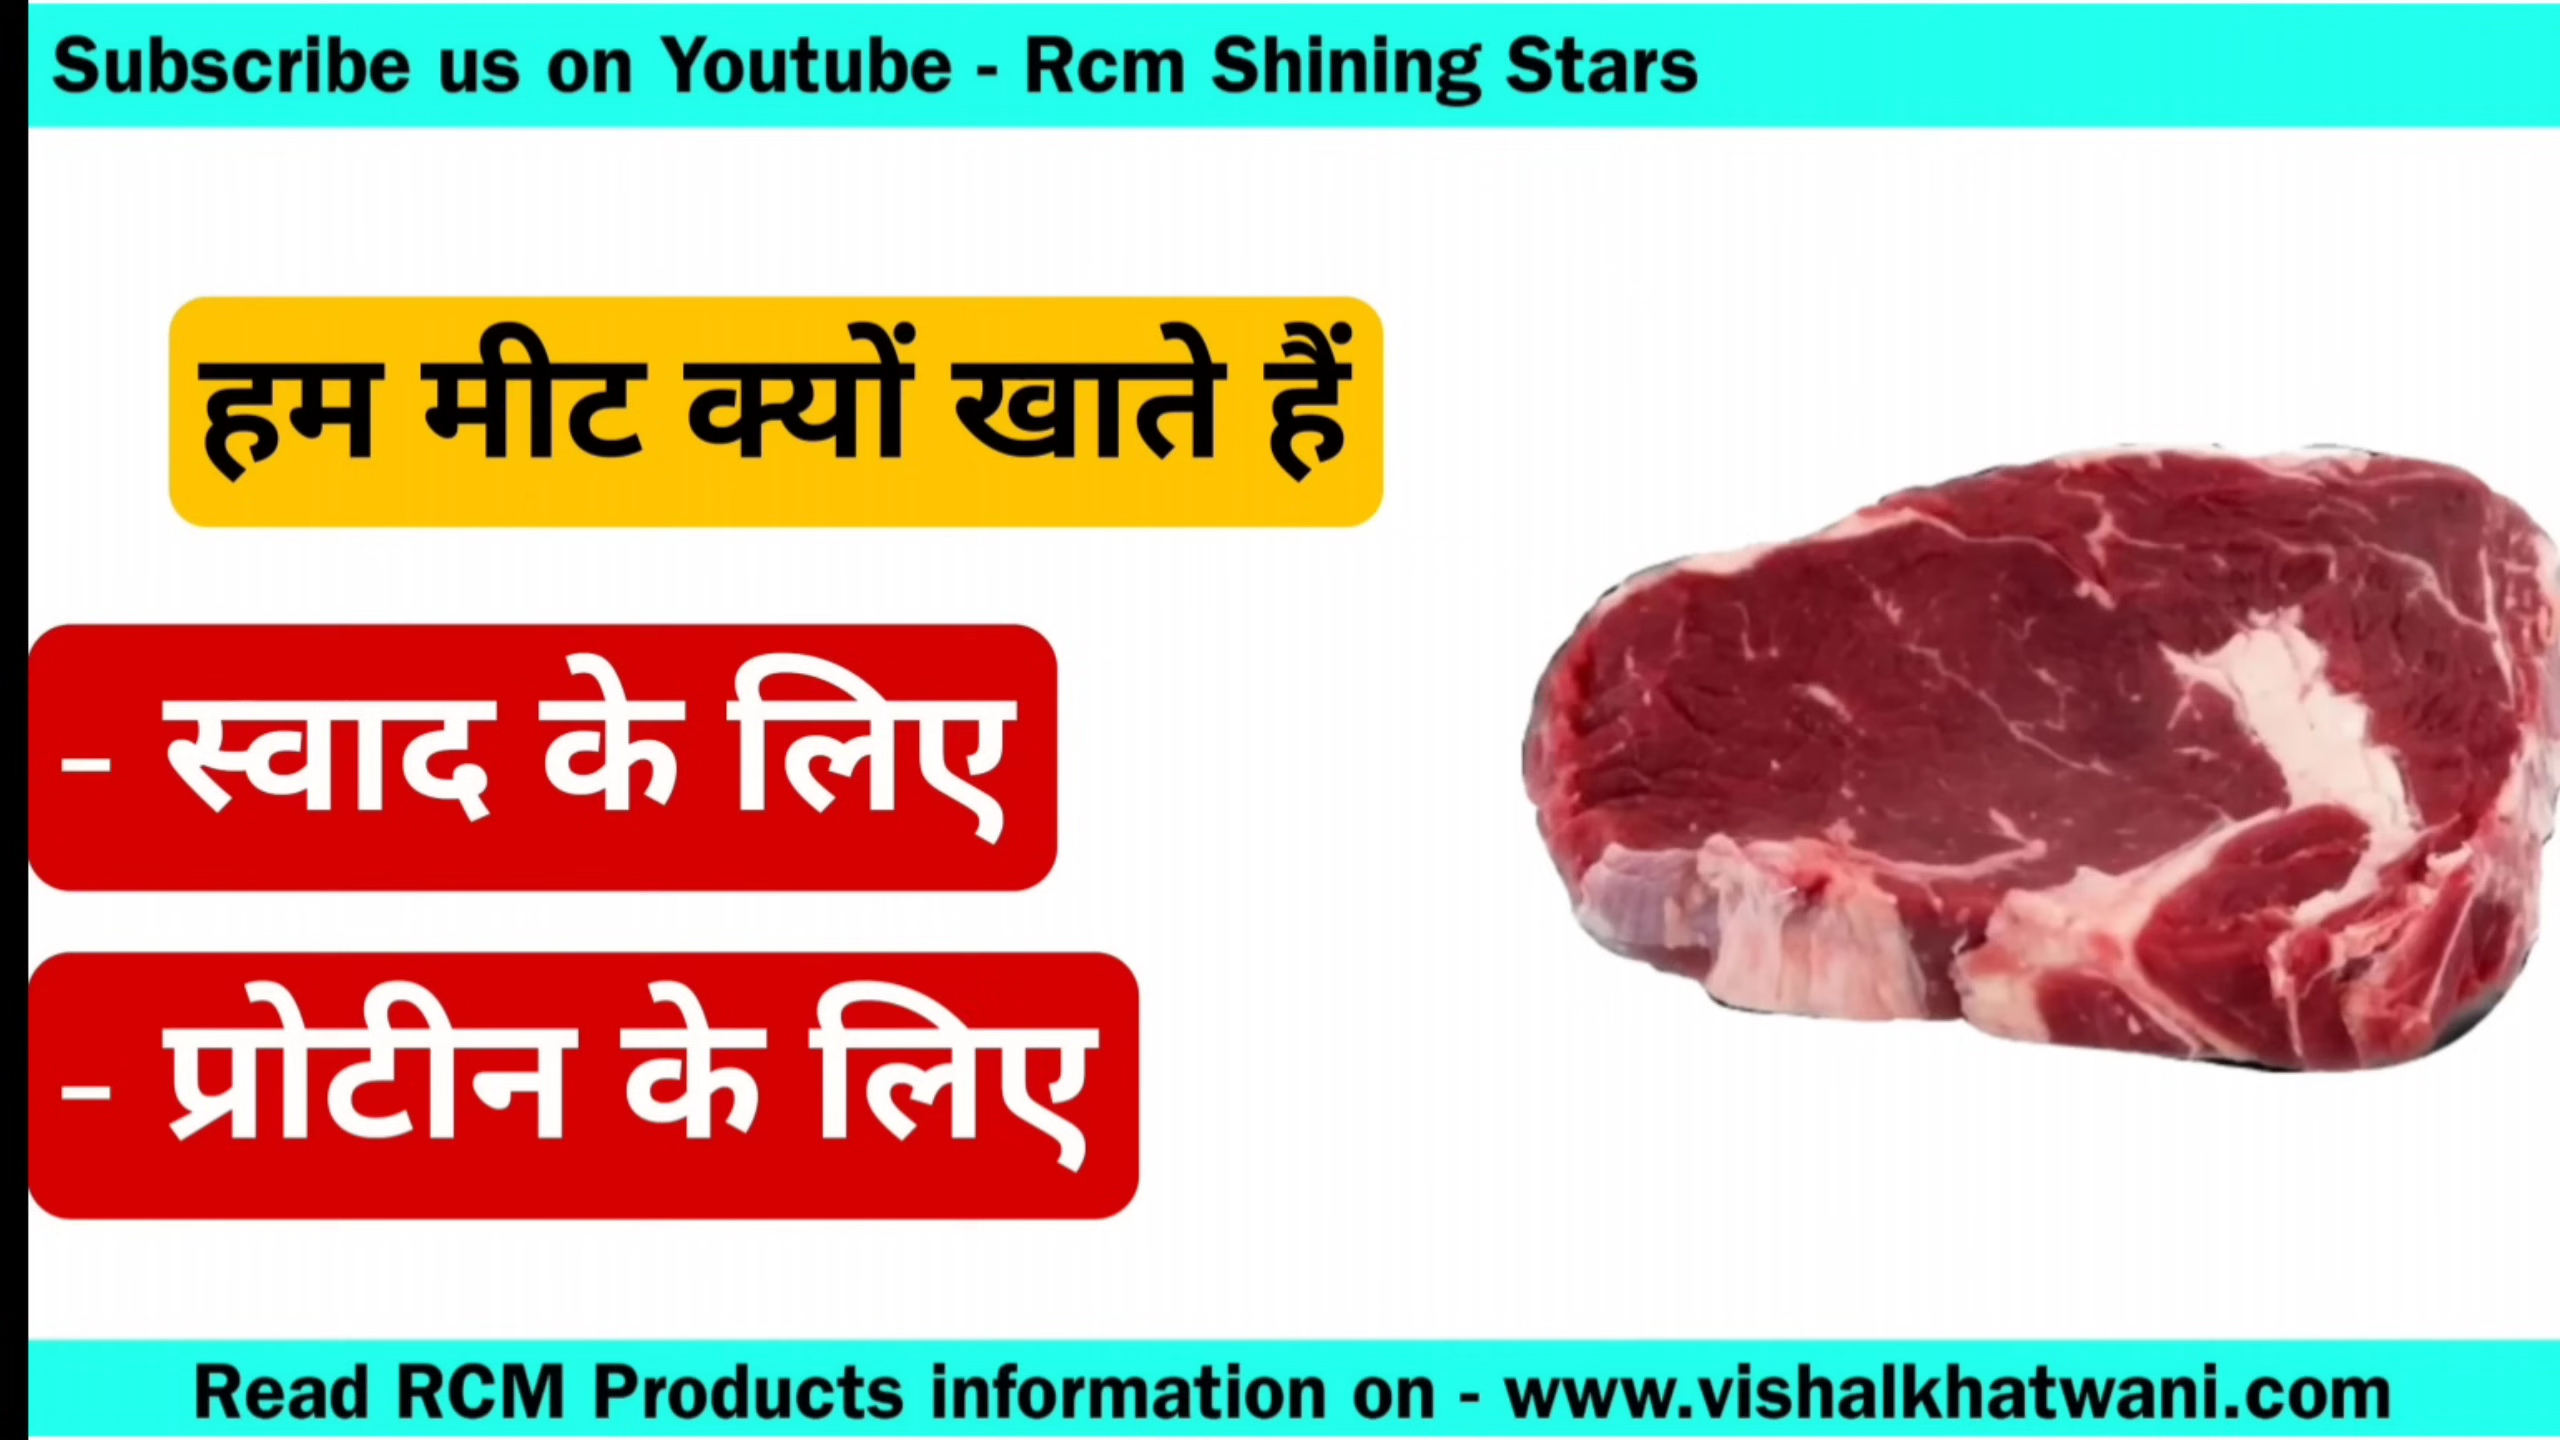 Subscribe us on Youtube - Rcm Shining Stars
हम मीट क्यों खाते हैं
- स्वाद के लिए
- प्रोटीन के लिए
Read RCM Products information on - www.vishalkhatwani.com